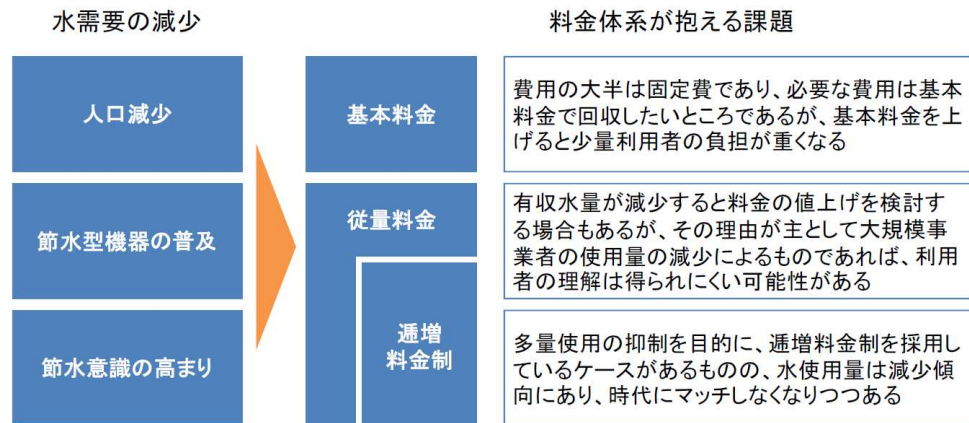 水需要の減少
料金体系が抱える課題
人口減少
基本料金
費用の大半は固定費であり、必要な費用は基本
料金で回収したいところであるが、基本料金を上
げると少量利用者の負担が重くなる
節水型機器の普及
従量料金
有収水量が減少すると料金の値上げを検討す
る場合もあるが、その理由が主として大規模事
業者の使用量の減少によるものであれば、利用
者の理解は得られにくい可能性がある
節水意識の高まり
逓増
料金制
多量使用の抑制を目的に、逓増料金制を採用し
ているケースがあるものの、水使用量は減少傾
向にあり、時代にマッチしなくなりつつある